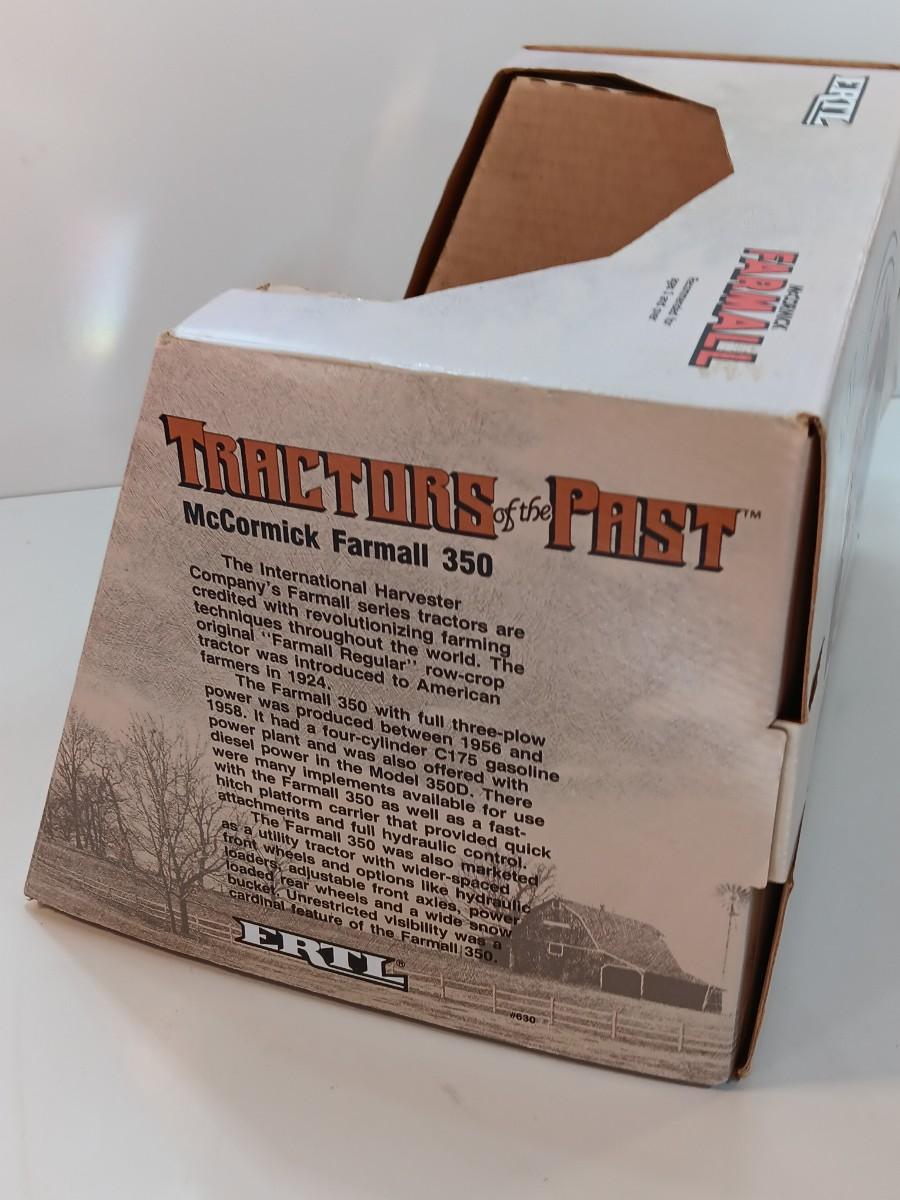 ERTL
McCORMICK
FARMALL
Recommended for
age 3 and over
TRACTORS of the PAST™
McCormick Farmall 350
The International Harvester
Company's Farmall series tractors are
credited with revolutionizing farming
techniques throughout the world. The
original "Farmall Regular" row-crop
tractor was introduced to American
farmers in 1924.
The Farmall 350 with full three-plow
power was produced between 1956 and
1958. It had a four-cylinder C175 gasoline
power plant and was also offered with
diesel power in the Model 350D. There
were many implements available for use
with the Farmall 350 as well as a fast-
hitch platform carrier that provided quick
attachments and full hydraulic control.
The Farmall 350 was also marketed
as a utility tractor with wider-spaced
front wheels and options like hydraulic
loaders, adjustable front axles, power-
loaded rear wheels and a wide snow
bucket. Unrestricted visibility was a
cardinal feature of the Farmall 350.
ERTL®
#630